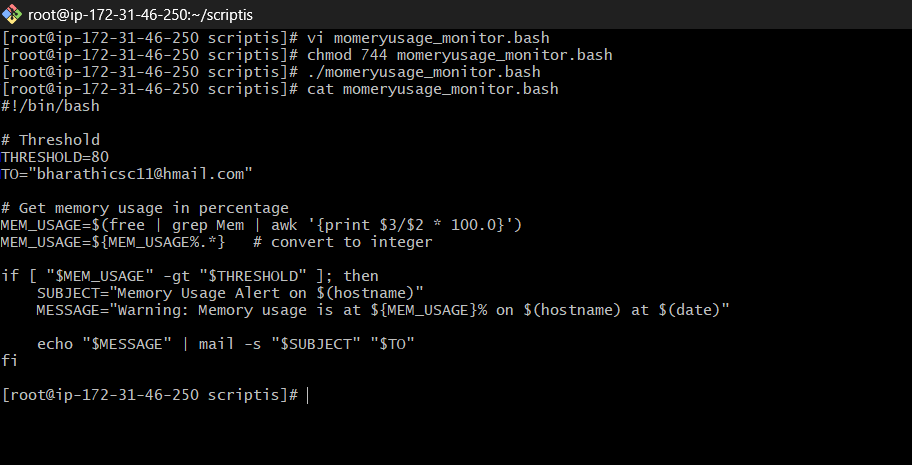 root@ip-172-31-46-250:~/scriptis
[root@ip-172-31-46-250 scriptis]# vi momeryusage_monitor.bash
[root@ip-172-31-46-250 scriptis]# chmod 744 momeryusage_monitor.bash
[root@ip-172-31-46-250 scriptis]# ./momeryusage_monitor.bash
[root@ip-172-31-46-250 scriptis]# cat momeryusage_monitor.bash
#!/bin/bash

# Threshold
THRESHOLD=80
TO="bharathicsc11@hmail.com"

# Get memory usage in percentage
MEM_USAGE=$(free | grep Mem | awk '{print $3/$2 * 100.0}')
MEM_USAGE=${MEM_USAGE%.*}   # convert to integer

if [ "$MEM_USAGE" -gt "$THRESHOLD" ]; then
    SUBJECT="Memory Usage Alert on $(hostname)"
    MESSAGE="Warning: Memory usage is at ${MEM_USAGE}% on $(hostname) at $(date)"

    echo "$MESSAGE" | mail -s "$SUBJECT" "$TO"
fi

[root@ip-172-31-46-250 scriptis]#